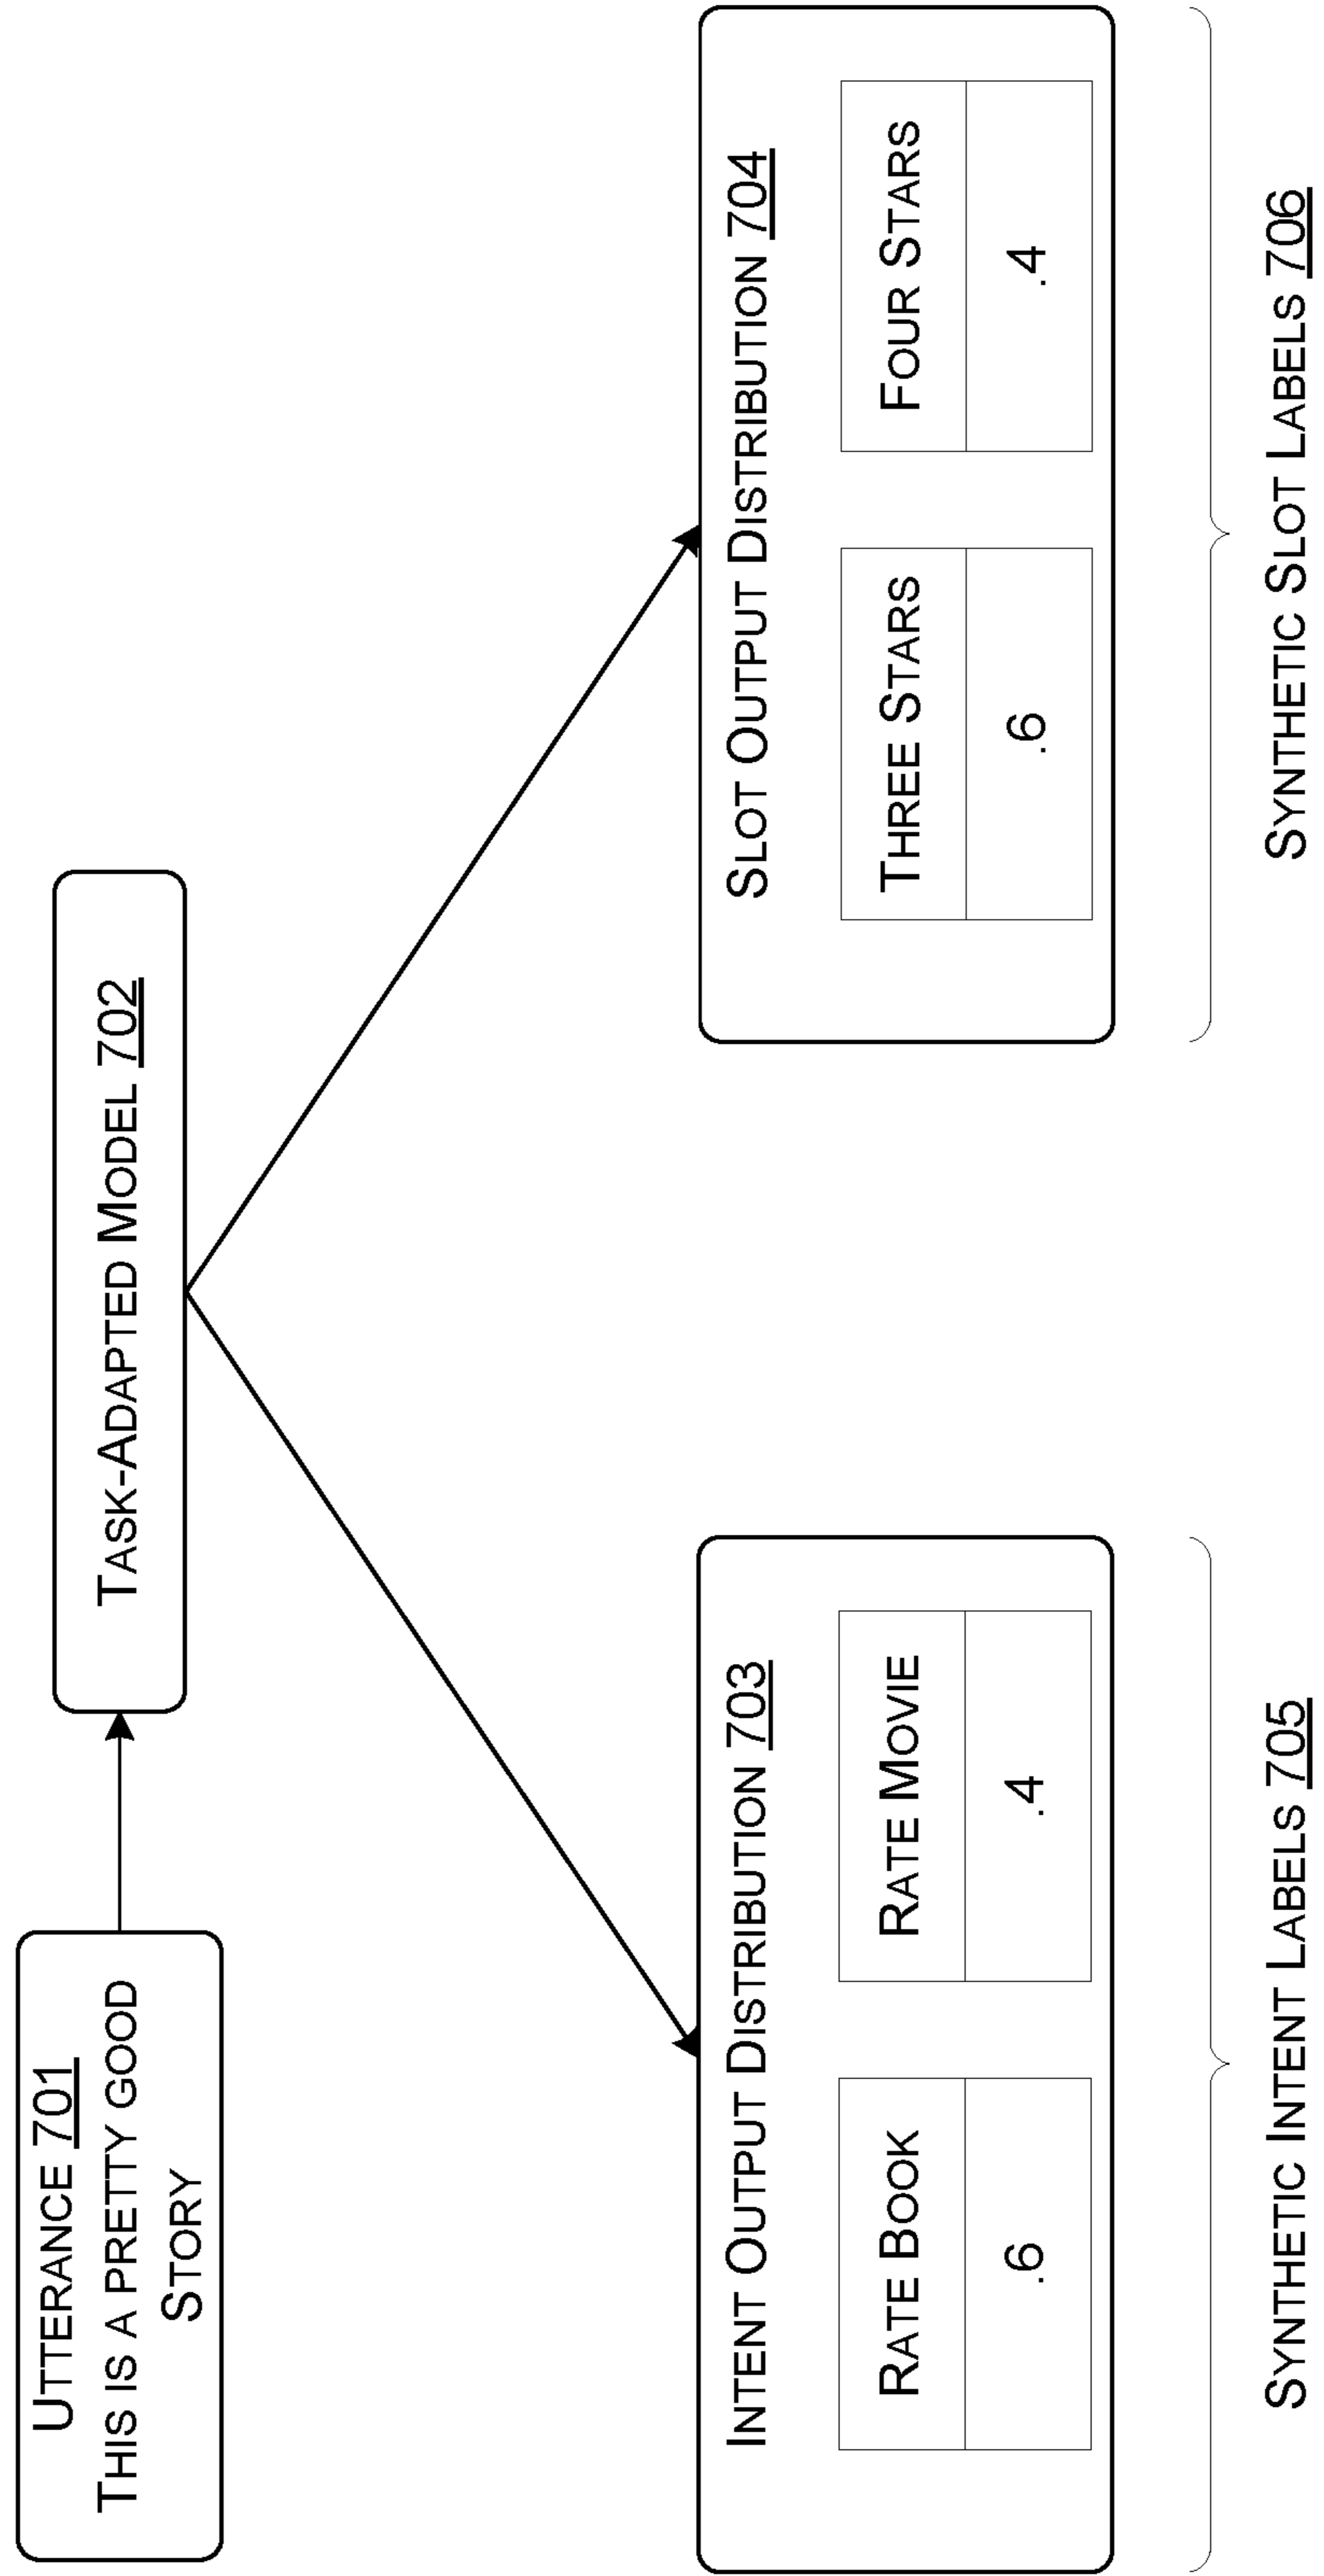 UTTERANCE 701
THIS IS A PRETTY GOOD
STORY
TASK-ADAPTED MODEL 702
INTENT OUTPUT DISTRIBUTION 703
RATE BOOK
.6
RATE MOVIE
.4
SYNTHETIC INTENT LABELS 705
SLOT OUTPUT DISTRIBUTION 704
THREE STARS
.6
FOUR STARS
.4
SYNTHETIC SLOT LABELS 706